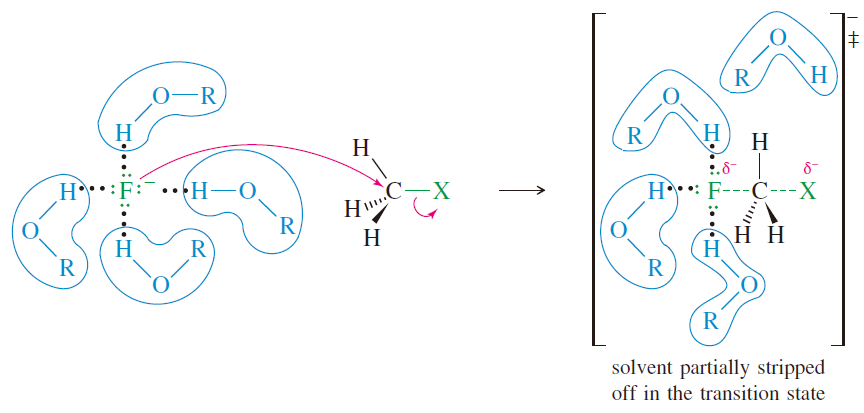 O—R
H
H
F:⁻
H—O
R
O
R
H
R
O
H
C—X
H
H
O
R
H
O
R
H
H
δ⁻
δ⁻
H
F---C---X
O
R
H
H H
O
R
‡
solvent partially stripped
off in the transition state